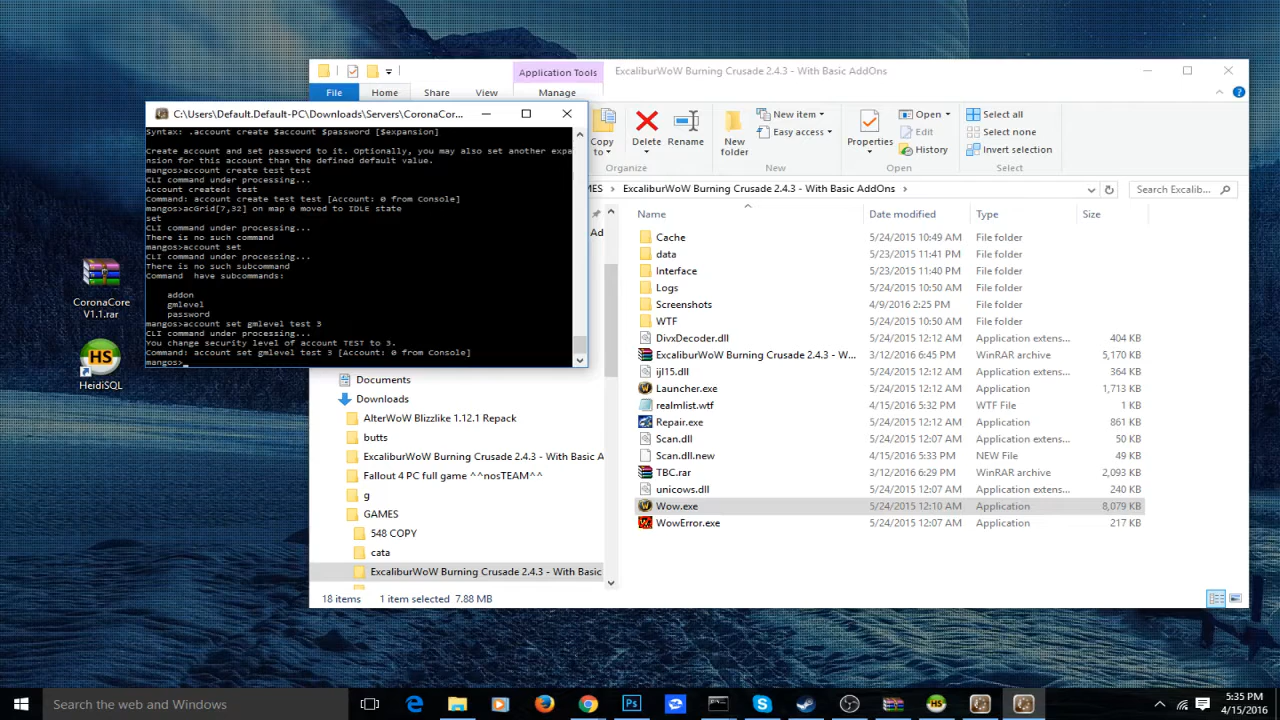 Application Tools
ExcaliburWoW Burning Crusade 2.4.3 - With Basic AddOns
File
Home
Share
View
Manage
Copy to
Delete
Rename
Organize
New folder
New item
Easy access
New
Properties
Open
Edit
History
Open
Select all
Select none
Invert selection
Select
MES
ExcaliburWoW Burning Crusade 2.4.3 - With Basic AddOns
Search Excalib...
C:\Users\Default.Default-PC\Downloads\Servers\CoronaCor...
Syntax: .account create $account $password [$expansion]
Create account and set password to it. Optionally, you may also set another expa
nsion for this account than the defined default value.
mangos>account create test test
CLI command under processing...
Account created: test
Command: account create test test [Account: 0 from Console]
mangos>acGrid[7,32] on map 0 moved to IDLE state
set
CLI command under processing...
There is no such command
mangos>account set
CLI command under processing...
There is no such subcommand
Command  have subcommands:
addon
gmlevel
password
mangos>account set gmlevel test 3
CLI command under processing...
You change security level of account TEST to 3.
Command: account set gmlevel test 3 [Account: 0 from Console]
mangos>_
Ad
CoronaCore
V1.1.rar
HS
HeidiSQL
Documents
Downloads
AlterWoW Blizzlike 1.12.1 Repack
butts
ExcaliburWoW Burning Crusade 2.4.3 - With Basic A
Fallout 4 PC full game ^^nosTEAM^^
g
GAMES
548 COPY
cata
ExcaliburWoW Burning Crusade 2.4.3 - With Basic
Name Date modified Type Size
Cache 5/24/2015 10:49 AM File folder
data 5/23/2015 11:41 PM File folder
Interface 5/23/2015 11:40 PM File folder
Logs 5/24/2015 10:50 AM File folder
Screenshots 4/9/2016 2:25 PM File folder
WTF 5/24/2015 10:50 AM File folder
DivxDecoder.dll 5/24/2015 12:12 AM Application extens... 404 KB
ExcaliburWoW Burning Crusade 2.4.3 - W... 3/12/2016 6:45 PM WinRAR archive 5,170 KB
ijl15.dll 5/24/2015 12:12 AM Application extens... 364 KB
Launcher.exe 5/24/2015 12:12 AM Application 1,713 KB
realmlist.wtf 4/15/2016 5:32 PM WTF File 1 KB
Repair.exe 5/24/2015 12:12 AM Application 861 KB
Scan.dll 5/24/2015 12:07 AM Application extens... 50 KB
Scan.dll.new 4/15/2016 5:33 PM NEW File 49 KB
TBC.rar 3/12/2016 6:29 PM WinRAR archive 2,093 KB
unicows.dll 5/24/2015 12:07 AM Application extens... 240 KB
Wow.exe 5/24/2015 12:10 AM Application 8,079 KB
WowError.exe 5/24/2015 12:07 AM Application 217 KB
18 items 1 item selected 7.88 MB
Search the web and Windows
Ps
HS
5:35 PM
4/15/2016